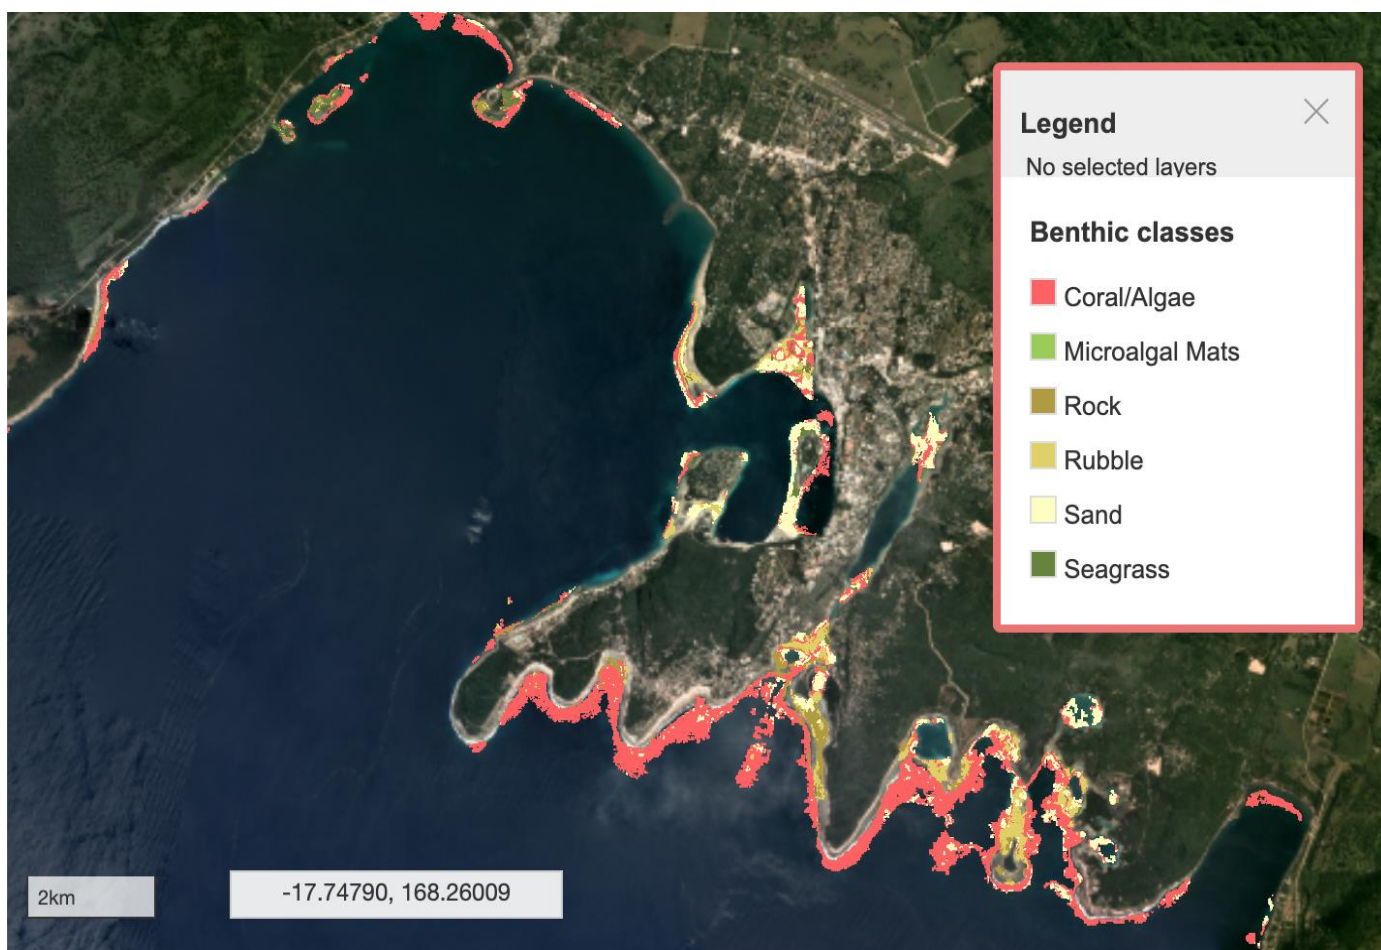 Legend
No selected layers
Benthic classes
Coral/Algae
Microalgal Mats
Rock
Rubble
Sand
Seagrass
2km
-17.74790, 168.26009